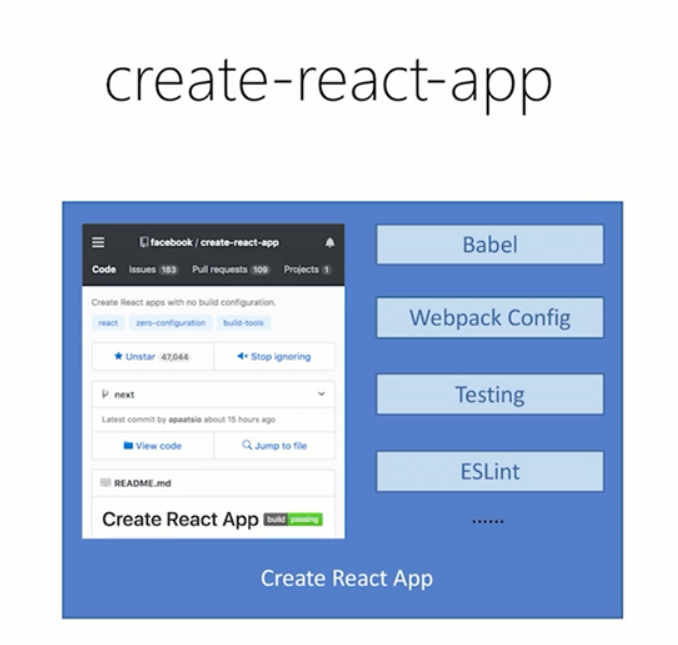 create-react-app
facebook / create-react-app
Code Issues 183 Pull requests 109 Projects 1
Create React apps with no build configuration.
react zero-configuration build-tools
Unstar 47,044 Stop ignoring
next
Latest commit by apaatsio about 15 hours ago
View code Jump to file
README.md
Create React App build passing
Babel
Webpack Config
Testing
ESLint
......
Create React App